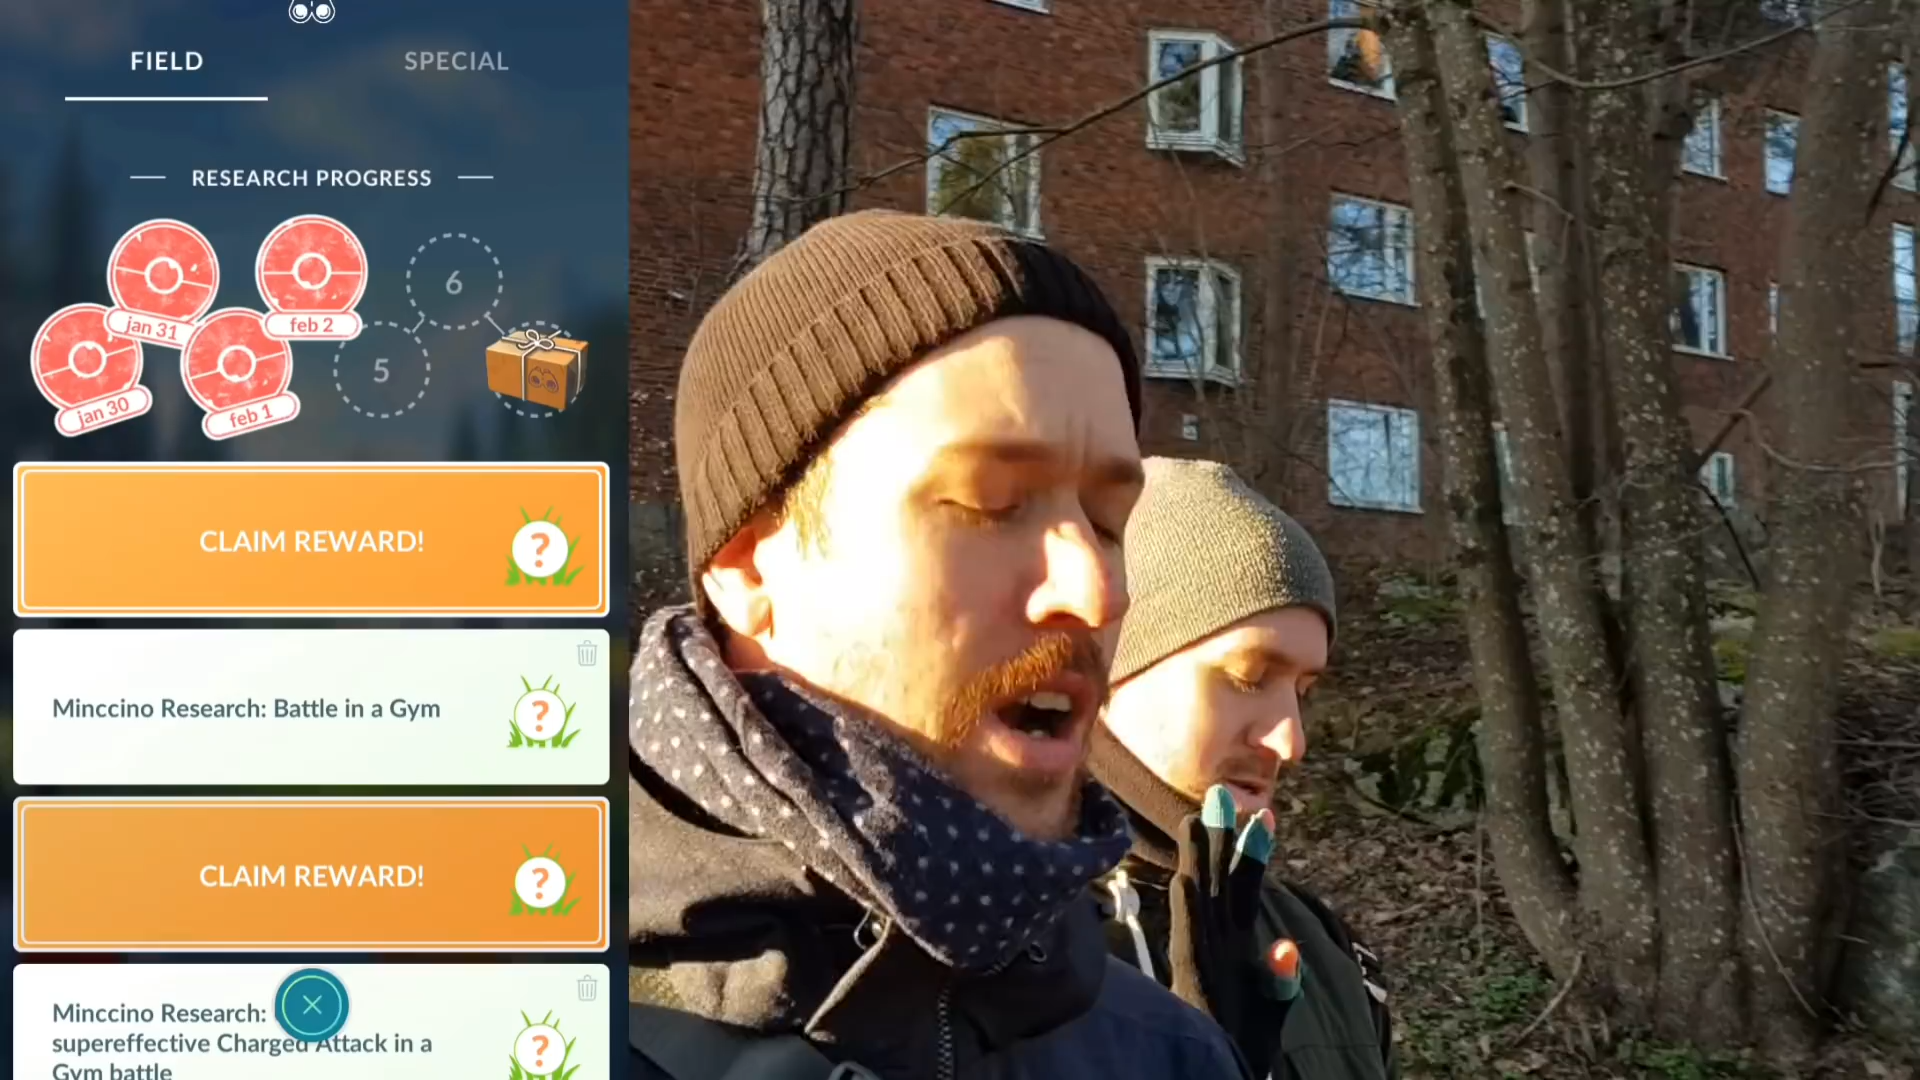 FIELD
SPECIAL
RESEARCH PROGRESS
jan 31
feb 2
6
5
jan 30
feb 1
CLAIM REWARD!
?
Minccino Research: Battle in a Gym
?
CLAIM REWARD!
?
Minccino Research:
supereffective Charged Attack in a
Gym battle
?